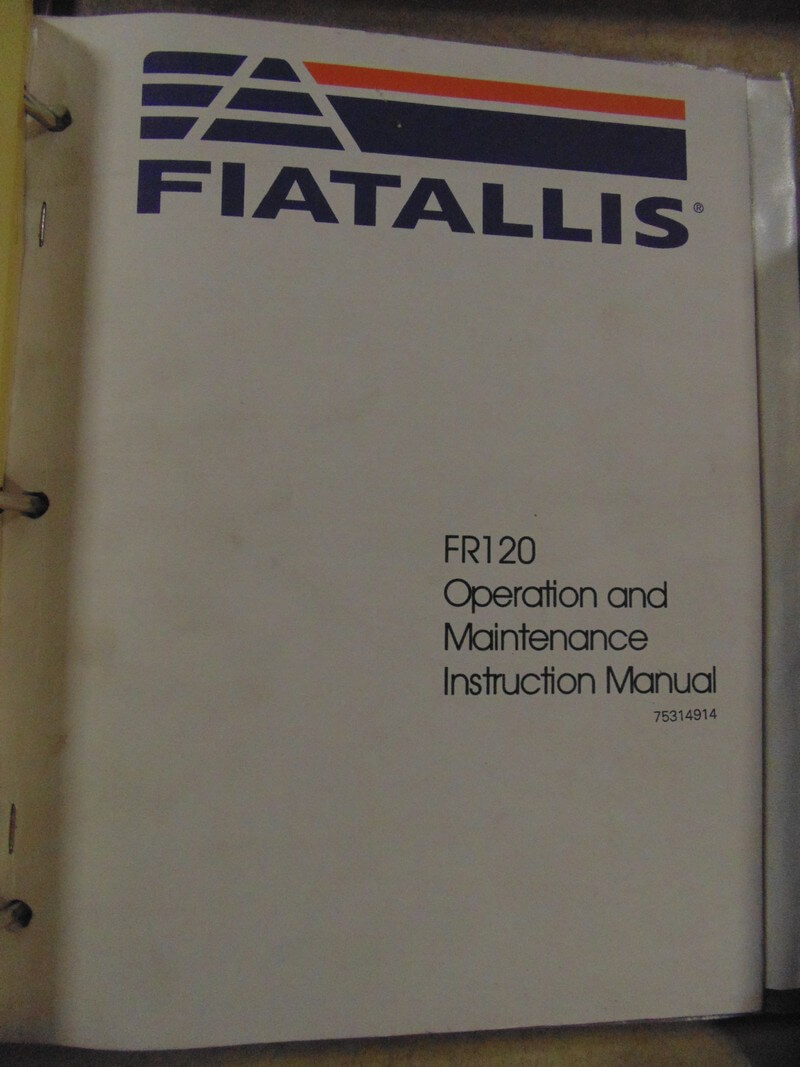 FIATALLIS®
FR120
Operation and
Maintenance
Instruction Manual
75314914